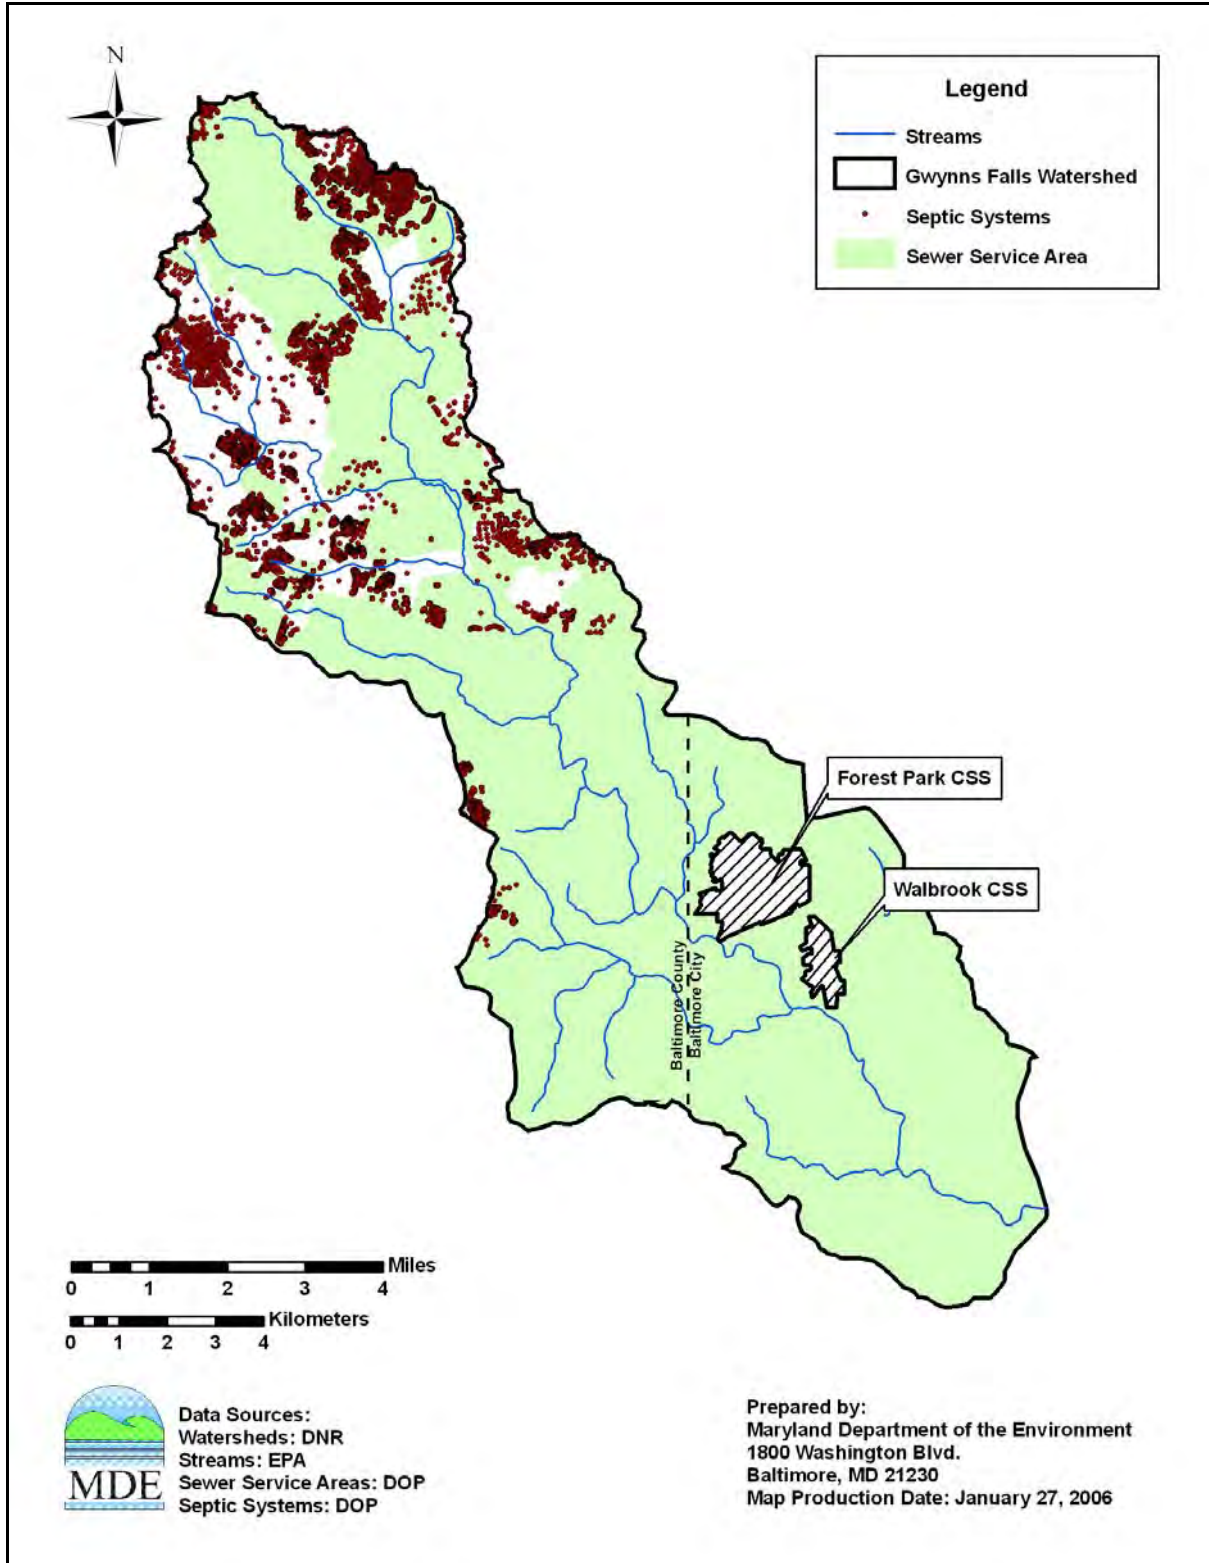 N
Legend
Streams
Gwynns Falls Watershed
Septic Systems
Sewer Service Area
Forest Park CSS
Walbrook CSS
Baltimore County
Baltimore City
Miles
0 1 2 3 4
Kilometers
0 1 2 3 4
MDE
Data Sources:
Watersheds: DNR
Streams: EPA
Sewer Service Areas: DOP
Septic Systems: DOP
Prepared by:
Maryland Department of the Environment
1800 Washington Blvd.
Baltimore, MD 21230
Map Production Date: January 27, 2006